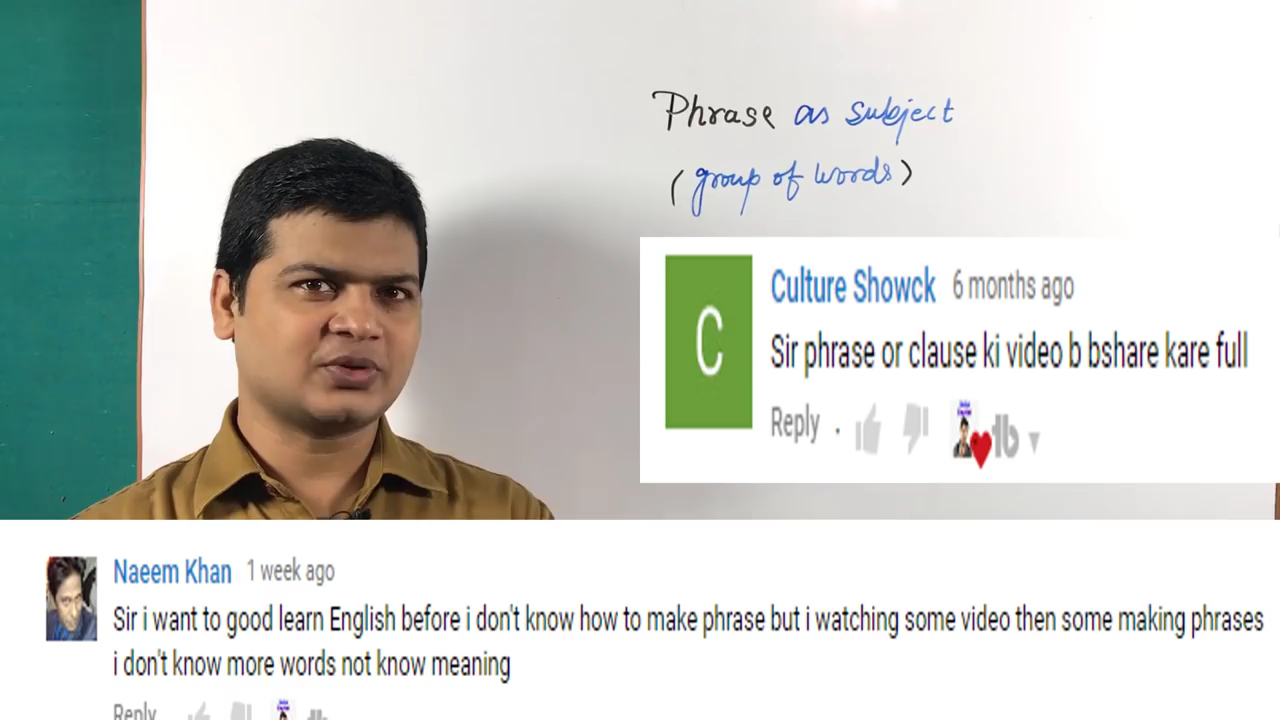 Phrase as subject
(group of words)
C
Culture Showck 6 months ago
Sir phrase or clause ki video b bshare kare full
Reply
Naeem Khan 1 week ago
Sir i want to good learn English before i don't know how to make phrase but i watching some video then some making phrases
i don't know more words not know meaning
Reply